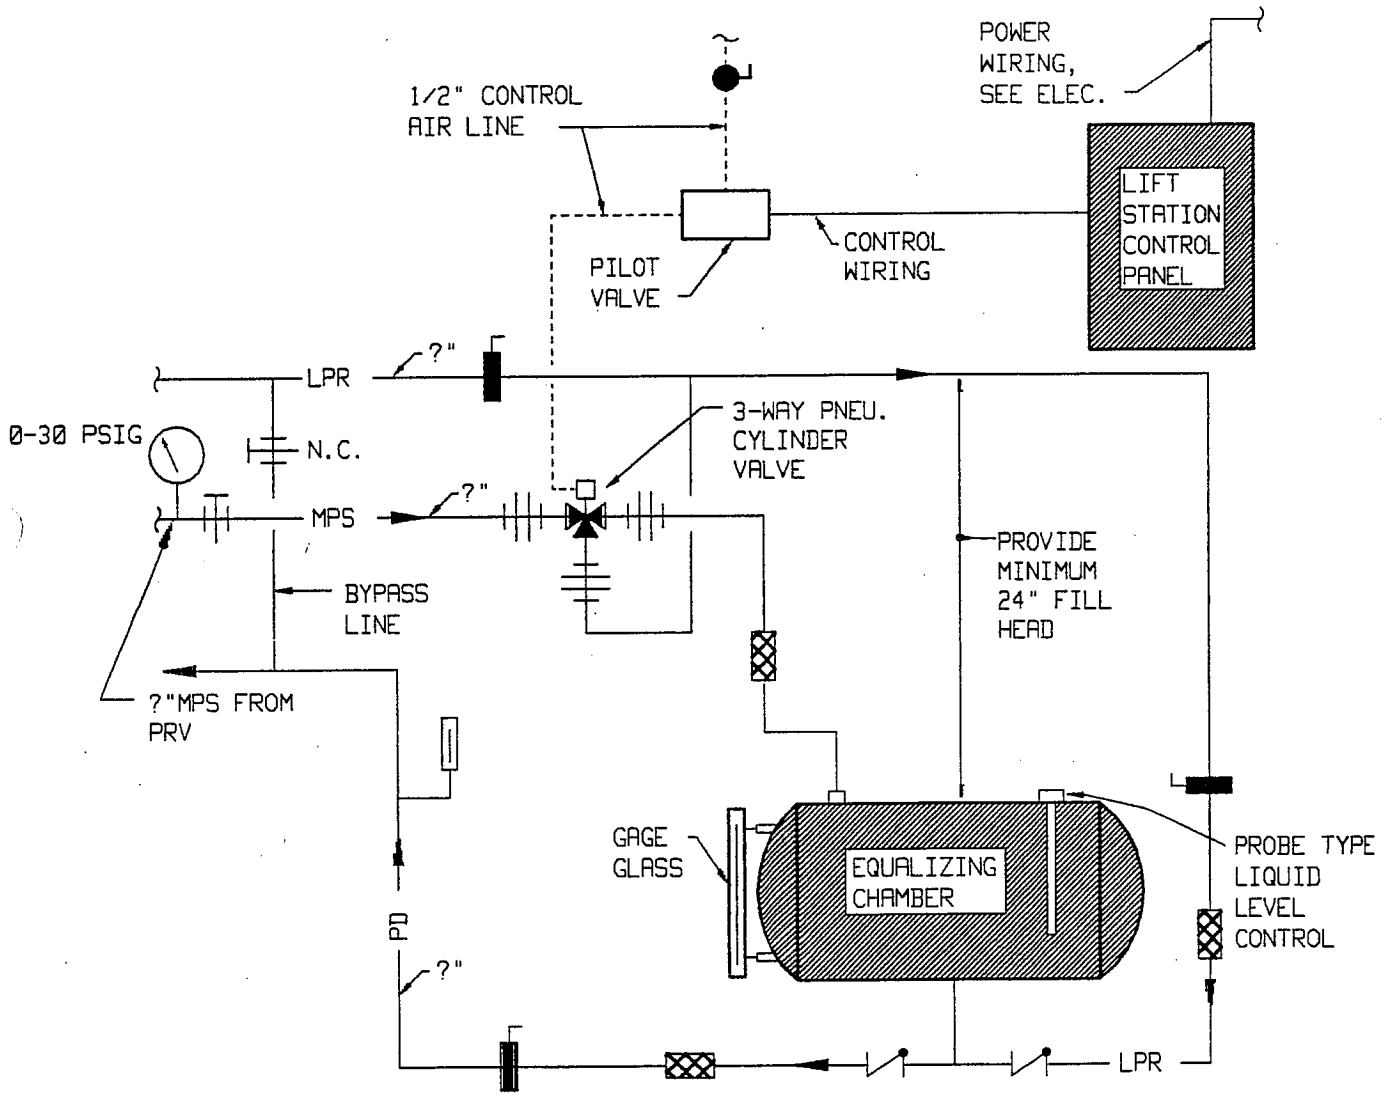 POWER
WIRING,
SEE ELEC.
1/2" CONTROL
AIR LINE
LIFT
STATION
CONTROL
PANEL
CONTROL
WIRING
PILOT
VALVE
?"
LPR
3-WAY PNEU.
CYLINDER
VALVE
0-30 PSIG
N.C.
?"
MPS
PROVIDE
MINIMUM
24" FILL
HEAD
BYPASS
LINE
?"MPS FROM
PRV
GAGE
GLASS
EQUALIZING
CHAMBER
PROBE TYPE
LIQUID
LEVEL
CONTROL
PD
?"
LPR